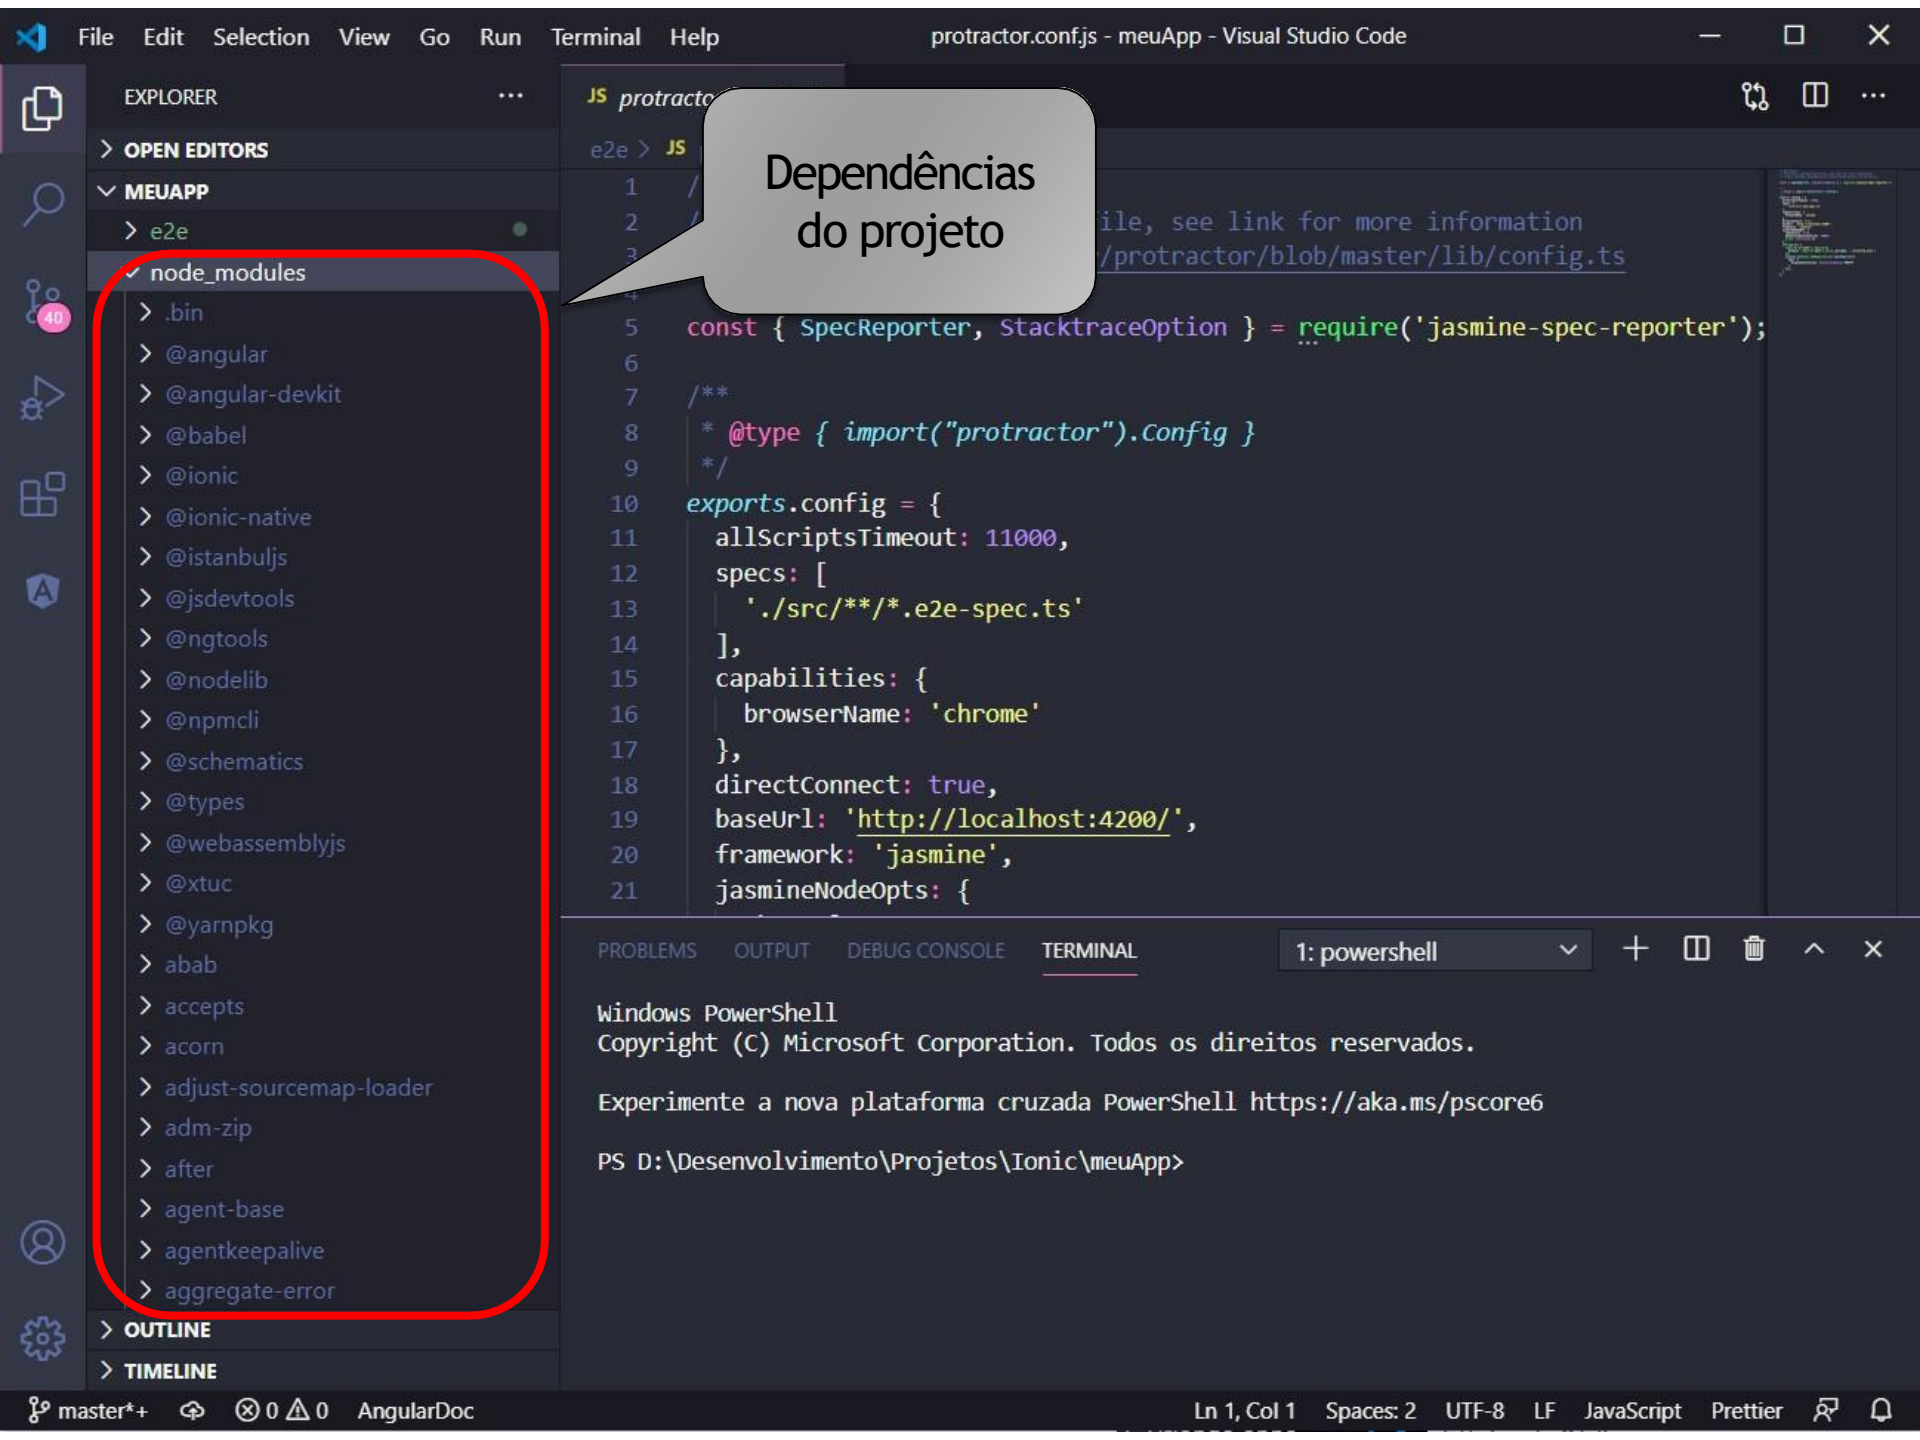 File Edit Selection View Go Run Terminal Help protractor.conf.js - meuApp - Visual Studio Code
EXPLORER
OPEN EDITORS
MEUAPP
e2e
node_modules
.bin
@angular
@angular-devkit
@babel
@ionic
@ionic-native
@istanbuljs
@jsdevtools
@ngtools
@nodelib
@npmcli
@schematics
@types
@webassemblyjs
@xtuc
@yarnpkg
abab
accepts
acorn
adjust-sourcemap-loader
adm-zip
after
agent-base
agentkeepalive
aggregate-error
OUTLINE
TIMELINE
40
Dependências
do projeto
JS
e2e > JS
1 /
2 / ile, see link for more information
3 /protractor/blob/master/lib/config.ts
4
5 const { SpecReporter, StacktraceOption } = require('jasmine-spec-reporter');
6
7 /**
8 * @type { import("protractor").Config }
9 */
10 exports.config = {
11 allScriptsTimeout: 11000,
12 specs: [
13 './src/**/*.e2e-spec.ts'
14 ],
15 capabilities: {
16 browserName: 'chrome'
17 },
18 directConnect: true,
19 baseUrl: 'http://localhost:4200/',
20 framework: 'jasmine',
21 jasmineNodeOpts: {
PROBLEMS OUTPUT DEBUG CONSOLE TERMINAL 1: powershell
Windows PowerShell
Copyright (C) Microsoft Corporation. Todos os direitos reservados.
Experimente a nova plataforma cruzada PowerShell https://aka.ms/pscore6
PS D:\Desenvolvimento\Projetos\Ionic\meuApp>
master*+ 0 0 AngularDoc Ln 1, Col 1 Spaces: 2 UTF-8 LF JavaScript Prettier